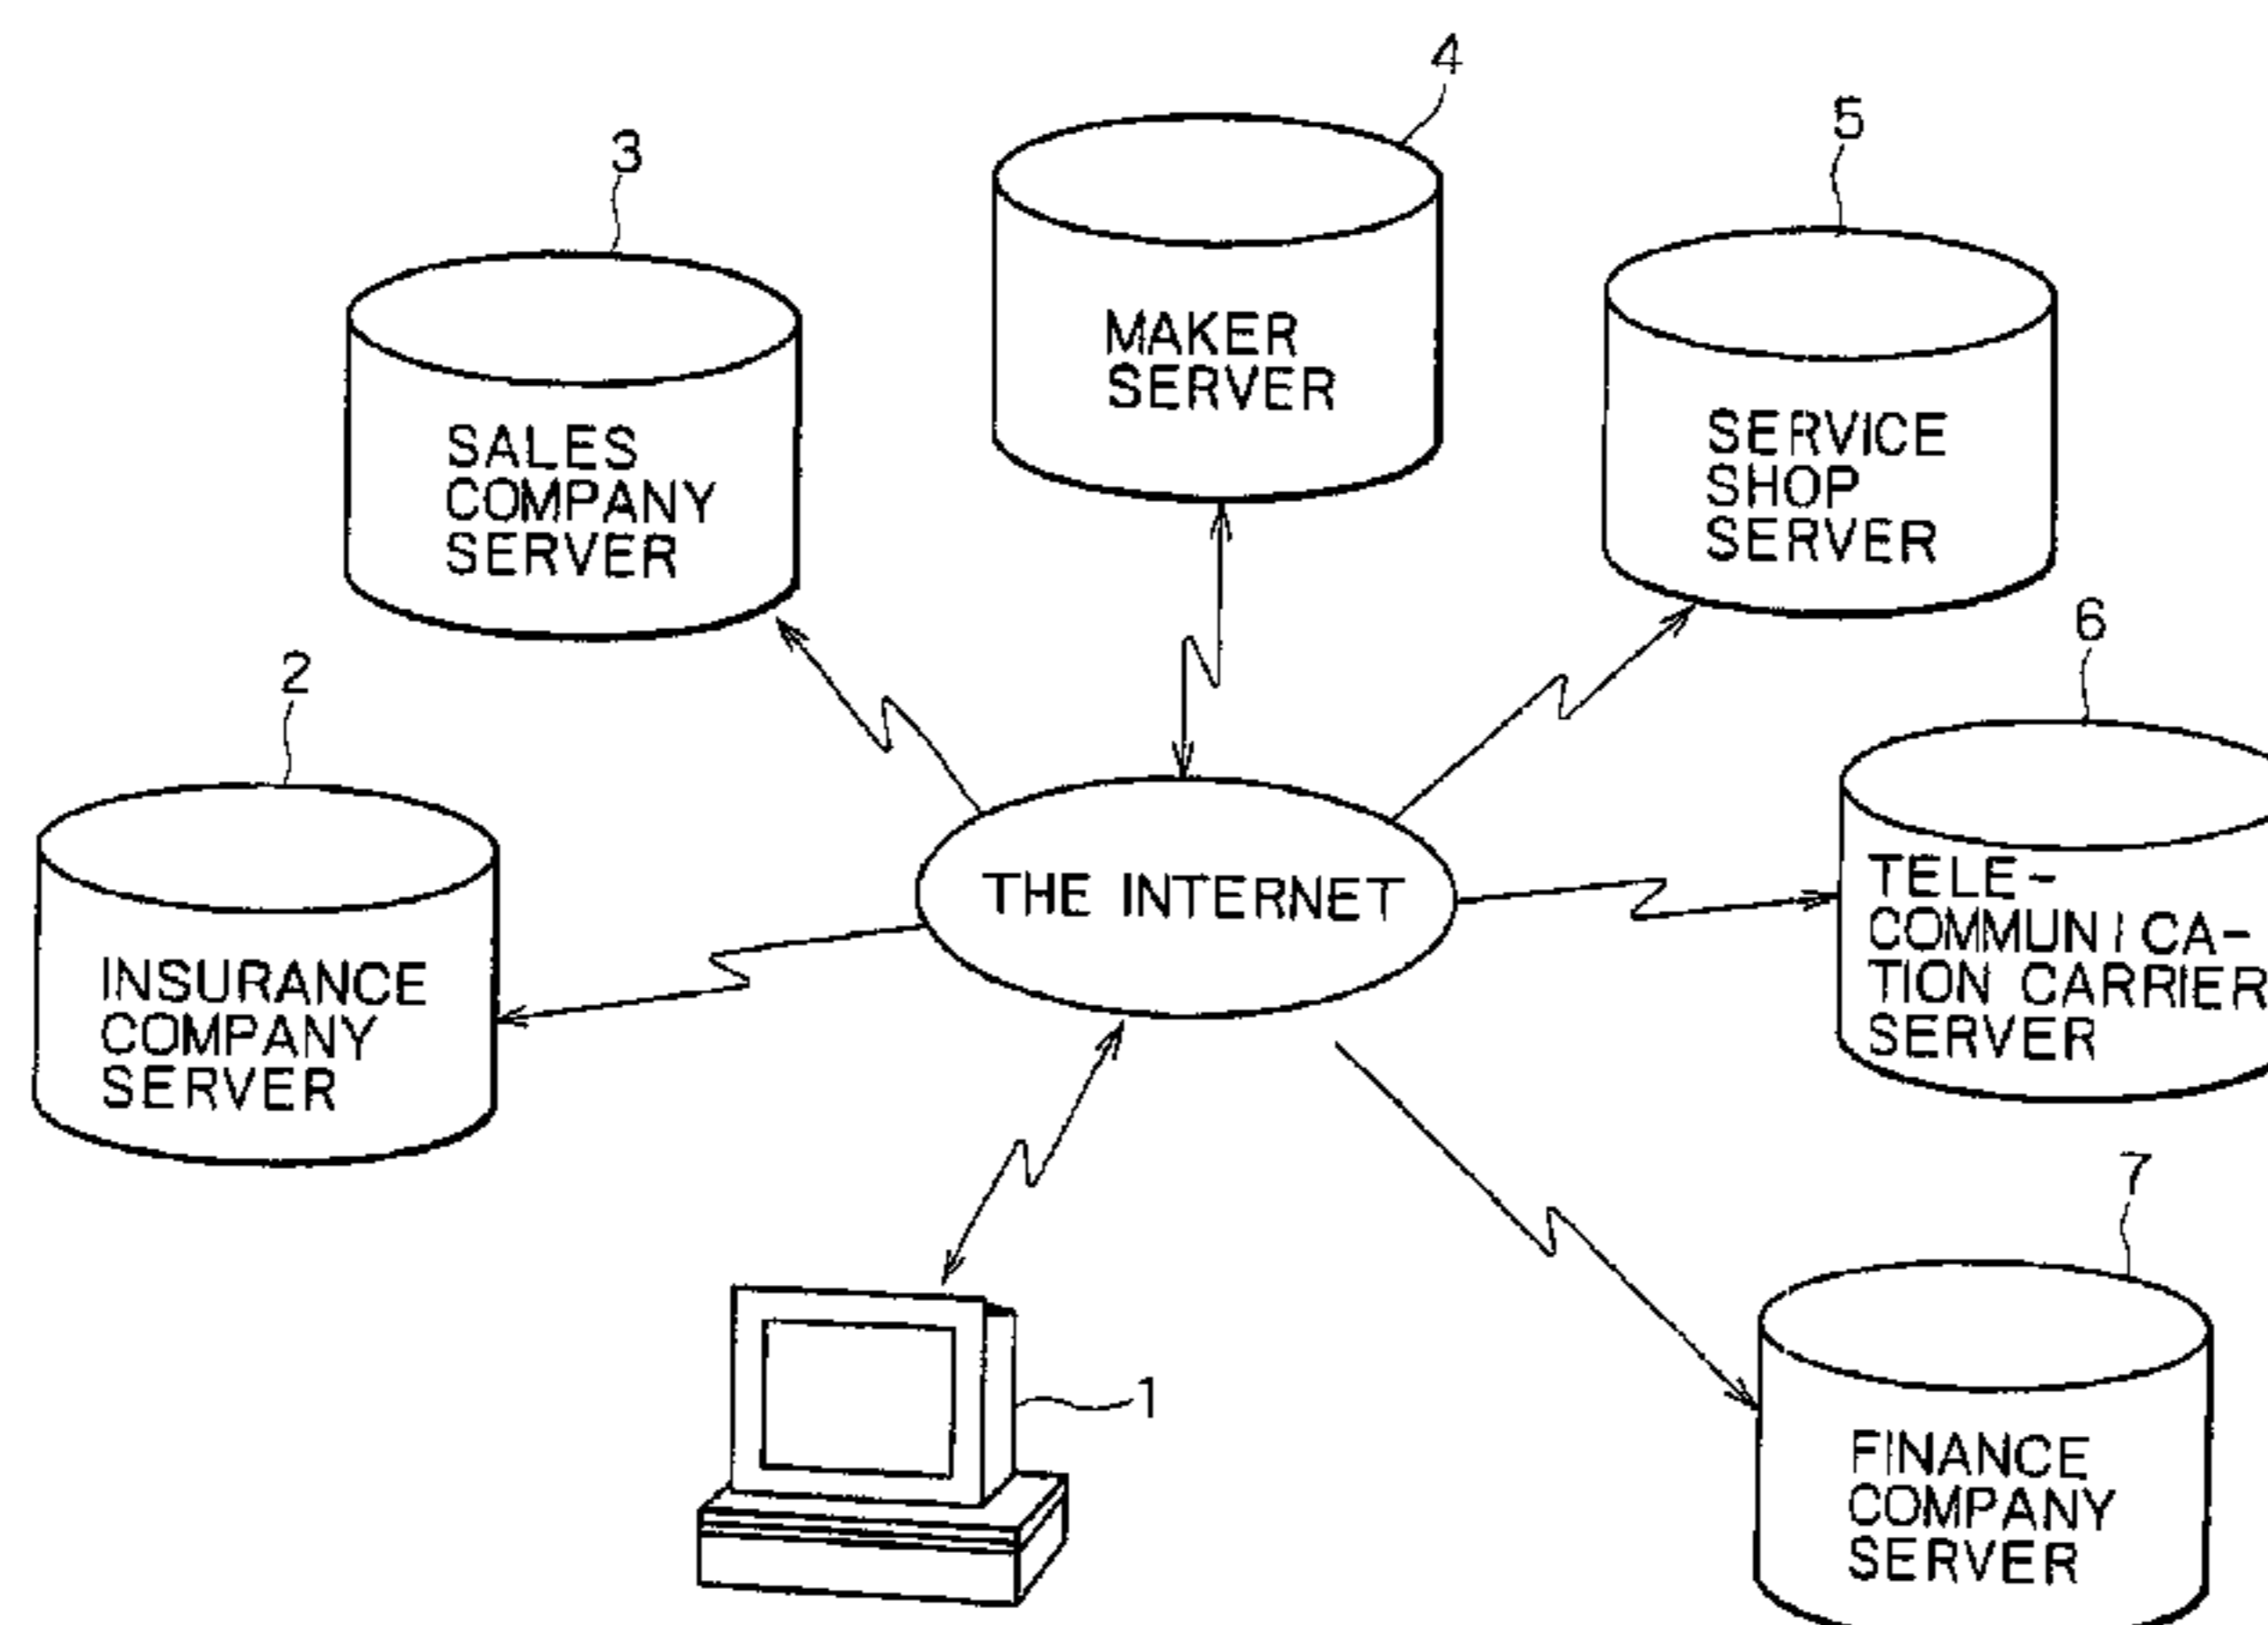 4
5
3
MAKER
SERVER
SERVICE
SHOP
SERVER
SALES
COMPANY
SERVER
6
2
TELE-
COMMUNICA-
TION CARRIER
SERVER
THE INTERNET
INSURANCE
COMPANY
SERVER
7
1
FINANCE
COMPANY
SERVER